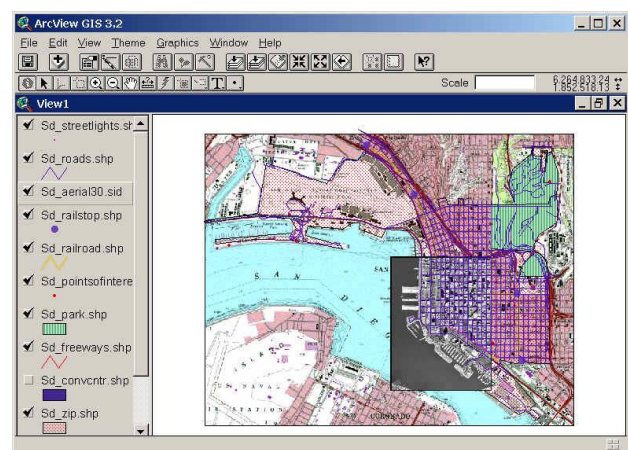 ArcView GIS 3.2
File Edit View Theme Graphics Window Help
Scale
6,264,833.24
1,852,518.13
View1
Sd_streetlights.sh
Sd_roads.shp
Sd_aerial30.sid
Sd_railstop.shp
Sd_railroad.shp
Sd_pointsofintere
Sd_park.shp
Sd_freeways.shp
Sd_convcntr.shp
Sd_zip.shp
SAN
SAN DIEG
CORONADO